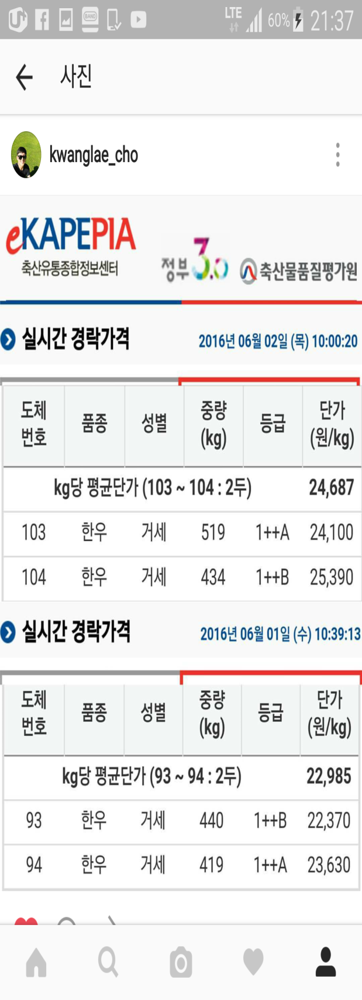 U+
BAND
LTE 60% 21:37
사진
kwanglae_cho
eKAPEPIA
축산유통종합정보센터
정부3.0
축산물품질평가원
실시간 경락가격 2016년 06월 02일 (목) 10:00:20
도체번호 품종 성별 중량(kg) 등급 단가(원/kg)
kg당 평균단가 (103 ~ 104 : 2두) 24,687
103 한우 거세 519 1++A 24,100
104 한우 거세 434 1++B 25,390
실시간 경락가격 2016년 06월 01일 (수) 10:39:13
도체번호 품종 성별 중량(kg) 등급 단가(원/kg)
kg당 평균단가 (93 ~ 94 : 2두) 22,985
93 한우 거세 440 1++B 22,370
94 한우 거세 419 1++A 23,630